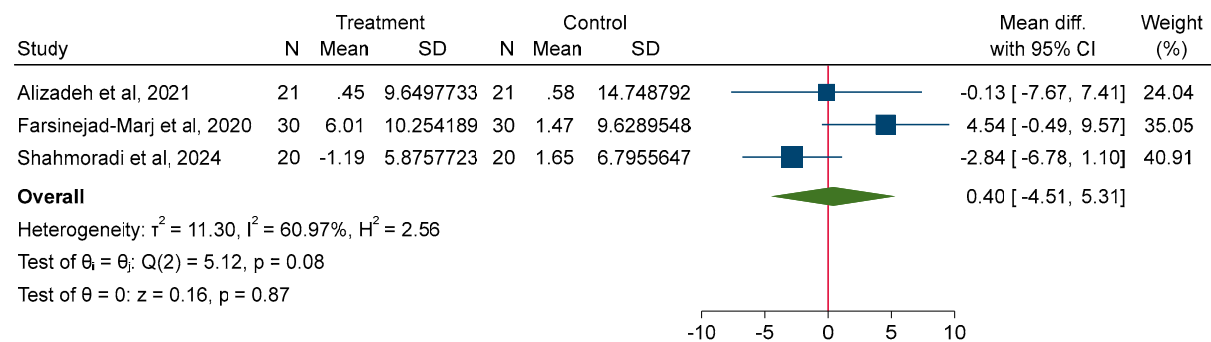 Treatment Control Mean diff. Weight
Study N Mean SD N Mean SD with 95% CI (%)
Alizadeh et al, 2021 21 .45 9.6497733 21 .58 14.748792 -0.13 [ -7.67, 7.41] 24.04
Farsinejad-Marj et al, 2020 30 6.01 10.254189 30 1.47 9.6289548 4.54 [ -0.49, 9.57] 35.05
Shahmoradi et al, 2024 20 -1.19 5.8757723 20 1.65 6.7955647 -2.84 [ -6.78, 1.10] 40.91
Overall 0.40 [ -4.51, 5.31]
Heterogeneity: τ² = 11.30, I² = 60.97%, H² = 2.56
Test of θᵢ = θⱼ: Q(2) = 5.12, p = 0.08
Test of θ = 0: z = 0.16, p = 0.87
-10 -5 0 5 10